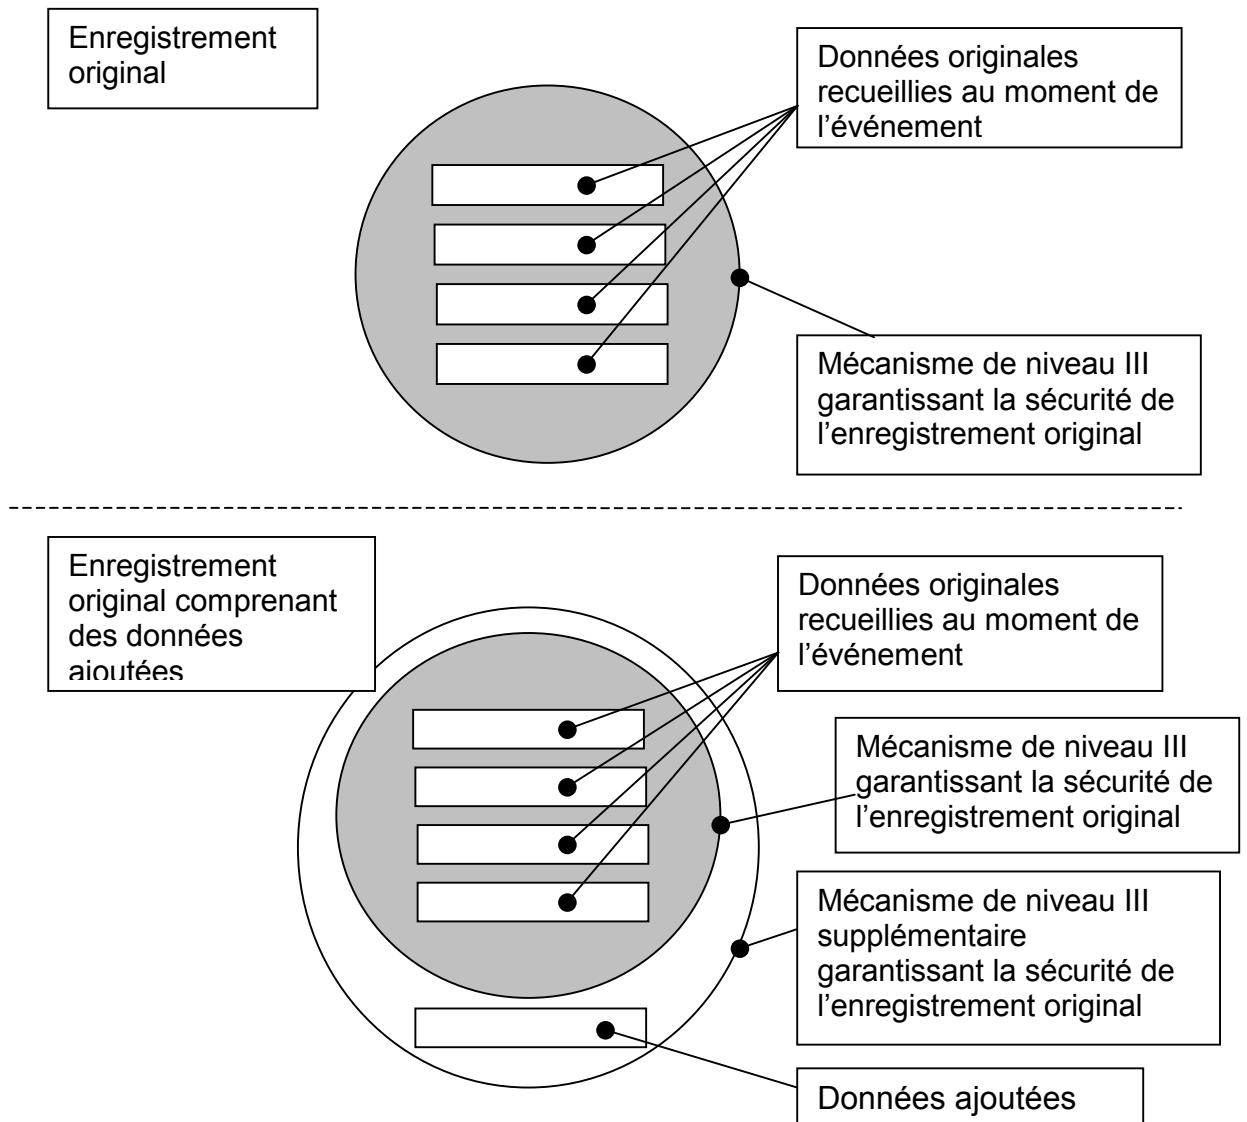 Enregistrement
original
Données originales
recueillies au moment de
l'événement
Mécanisme de niveau III
garantissant la sécurité de
l'enregistrement original
Enregistrement
original comprenant
des données
ajoutées
Données originales
recueillies au moment de
l'événement
Mécanisme de niveau III
garantissant la sécurité de
l'enregistrement original
Mécanisme de niveau III
supplémentaire
garantissant la sécurité de
l'enregistrement original
Données ajoutées